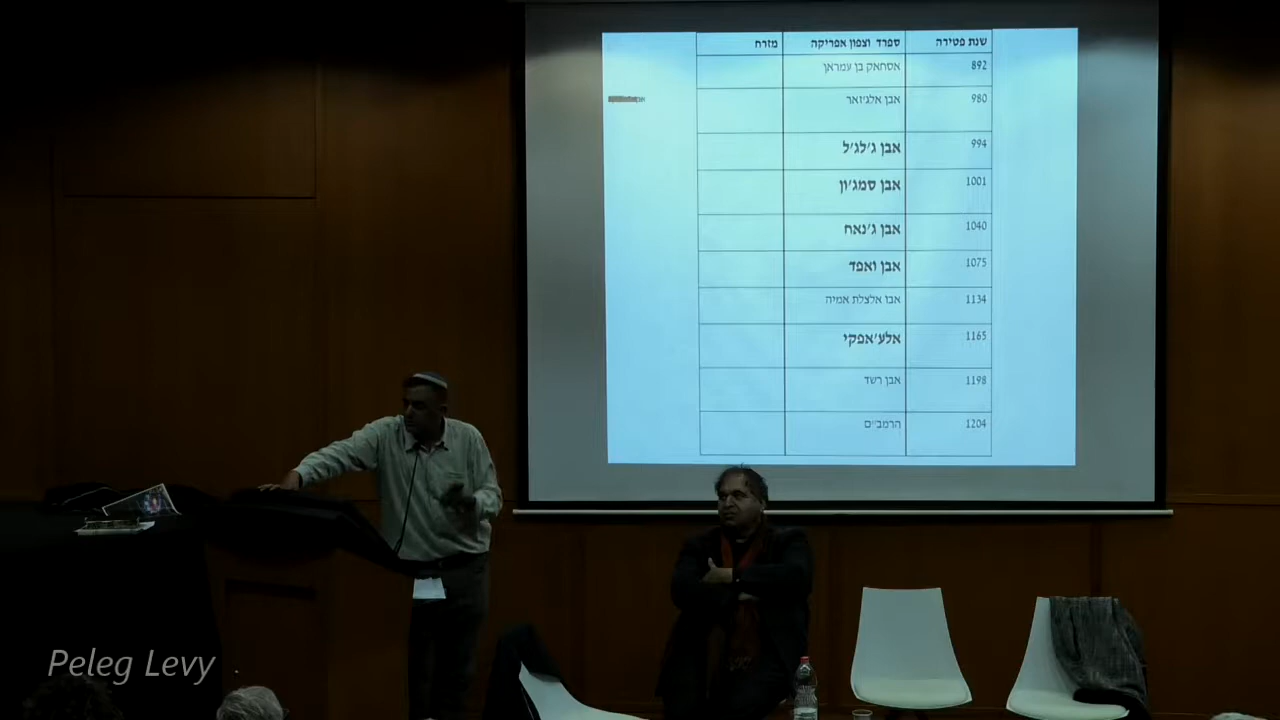 שנת פטירה ספרד וצפון אפריקה מזרח
892 אסחאק בן עמראן
980 אבן אלג'זאר
994 אבן ג'לג'ל
1001 אבן סמג'ון
1040 אבן ג'נאח
1075 אבן ואפד
1134 אבו אלצלת אמיה
1165 אלע'אפקי
1198 אבן רשד
1204 הרמב"ם
Peleg Levy